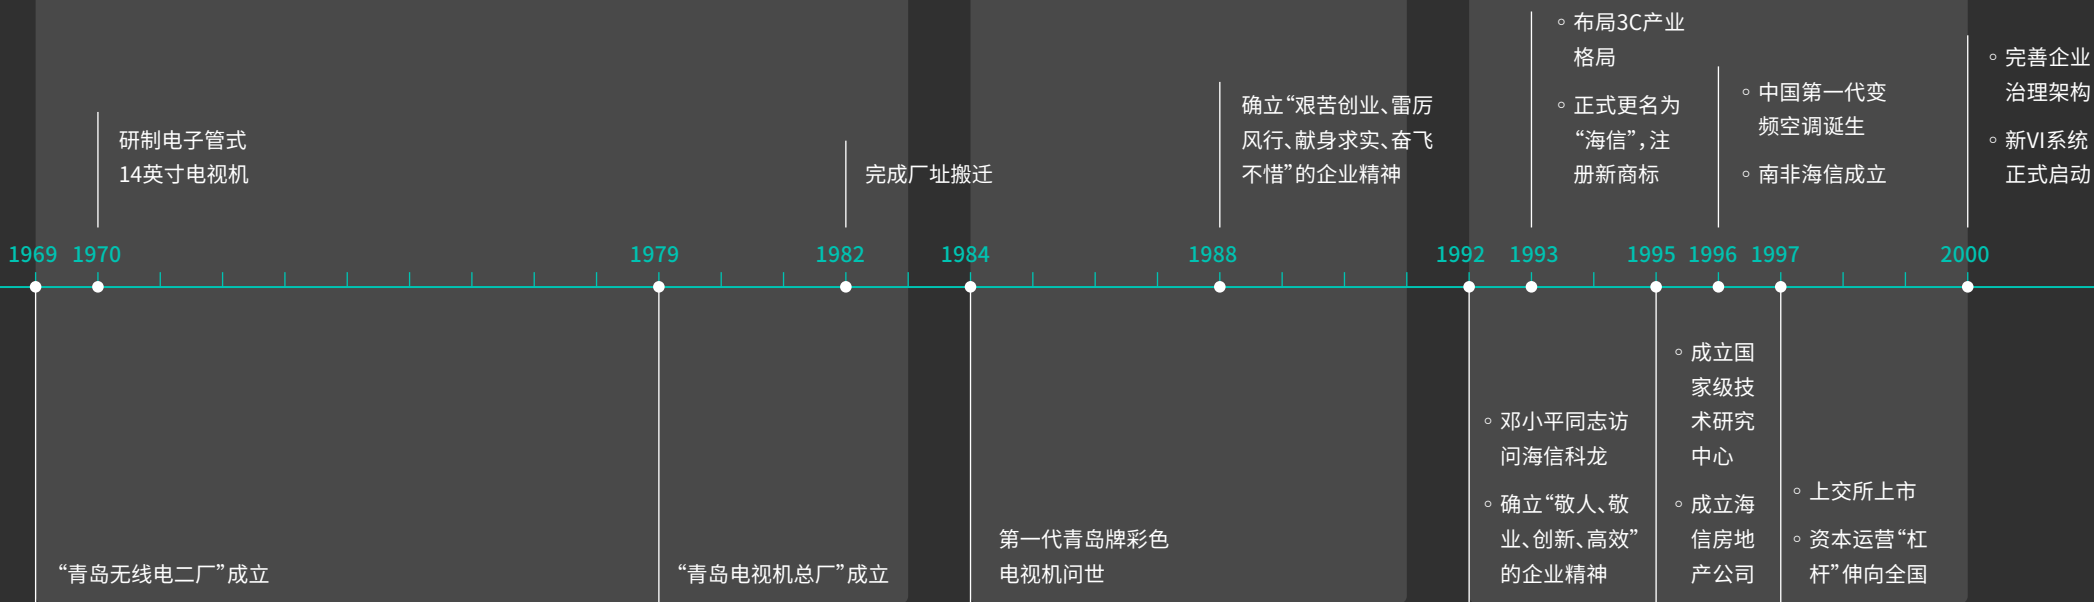 布局3C产业
格局
正式更名为
“海信”，注
册新商标
完善企业
治理架构
新VI系统
正式启动
中国第一代变
频空调诞生
南非海信成立
确立“艰苦创业、雷厉
风行、献身求实、奋飞
不惜”的企业精神
研制电子管式
14英寸电视机
完成厂址搬迁
1969 1970 1979 1982 1984 1988 1992 1993 1995 1996 1997 2000
“青岛无线电二厂”成立
“青岛电视机总厂”成立
第一代青岛牌彩色
电视机问世
邓小平同志访
问海信科龙
确立“敬人、敬
业、创新、高效”
的企业精神
成立国
家级技
术研究
中心
成立海
信房地
产公司
上交所上市
资本运营“杠
杆”伸向全国